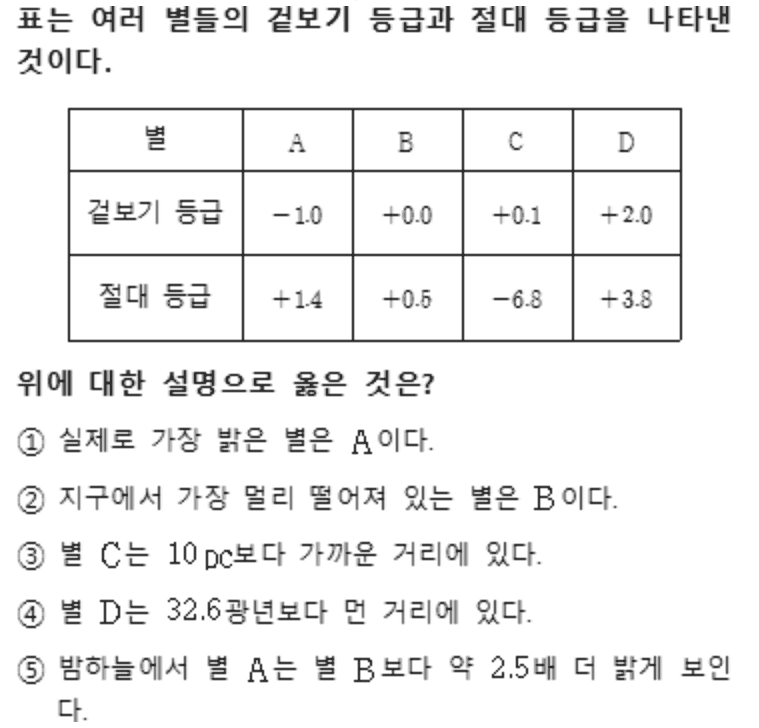 표는 여러 별들의 겉보기 등급과 절대 등급을 나타낸
것이다.
별 A B C D
겉보기 등급 -1.0 +0.0 +0.1 +2.0
절대 등급 +1.4 +0.5 -6.8 +3.8
위에 대한 설명으로 옳은 것은?
① 실제로 가장 밝은 별은 A이다.
② 지구에서 가장 멀리 떨어져 있는 별은 B이다.
③ 별 C는 10pc보다 가까운 거리에 있다.
④ 별 D는 32.6광년보다 먼 거리에 있다.
⑤ 밤하늘에서 별 A는 별 B보다 약 2.5배 더 밝게 보인
다.